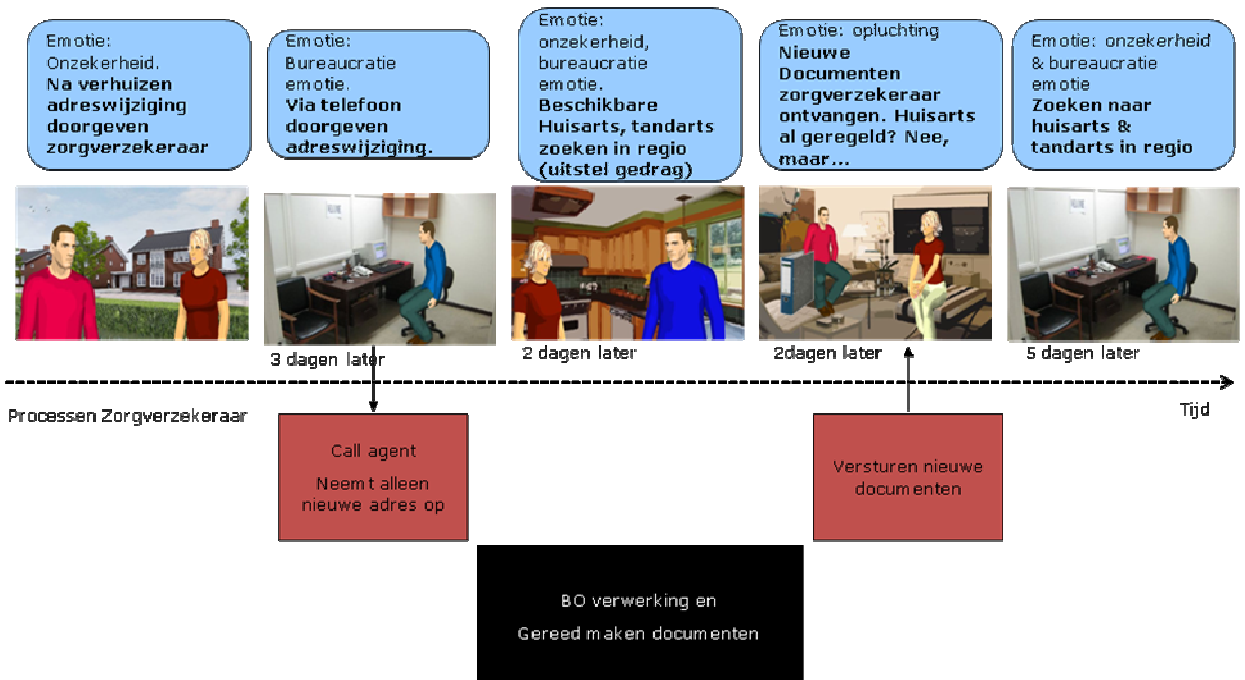 Emotie:
Onzekerheid.
Na verhuizen
adreswijziging
doorgeven
zorgverzekeraar
Emotie:
Bureaucratie
emotie.
Via telefoon
doorgeven
adreswijziging.
Emotie:
onzekerheid,
bureaucratie
emotie.
Beschikbare
Huisarts, tandarts
zoeken in regio
(uitstel gedrag)
Emotie: opluchting
Nieuwe
Documenten
zorgverzekeraar
ontvangen. Huisarts
al geregeld? Nee,
maar...
Emotie: onzekerheid
& bureaucratie
emotie
Zoeken naar
huisarts &
tandarts in regio
3 dagen later
2 dagen later
2dagen later
5 dagen later
Processen Zorgverzekeraar
Tijd
Call agent
Neemt alleen
nieuwe adres op
Versturen nieuwe
documenten
BO verwerking en
Gereed maken documenten